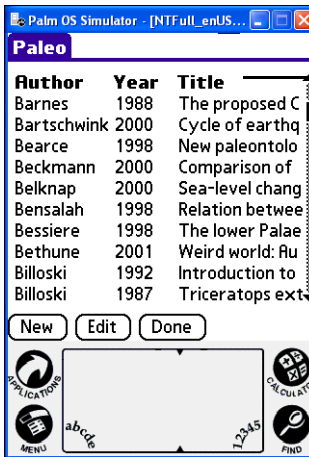 Palm OS Simulator - [NTFull_enUS...
Paleo
Author Year Title
Barnes 1988 The proposed C
Bartschwink 2000 Cycle of earthq
Bearce 1998 New paleontolo
Beckmann 2000 Comparison of
Belknap 2000 Sea-level chang
Bensalah 1998 Relation betwee
Bessiere 1998 The lower Palae
Bethune 2001 Weird world: Au
Billoski 1992 Introduction to
Billoski 1987 Triceratops ext
New Edit Done
APPLICATIONS
CALCULATOR
MENU
abcde
12345
FIND